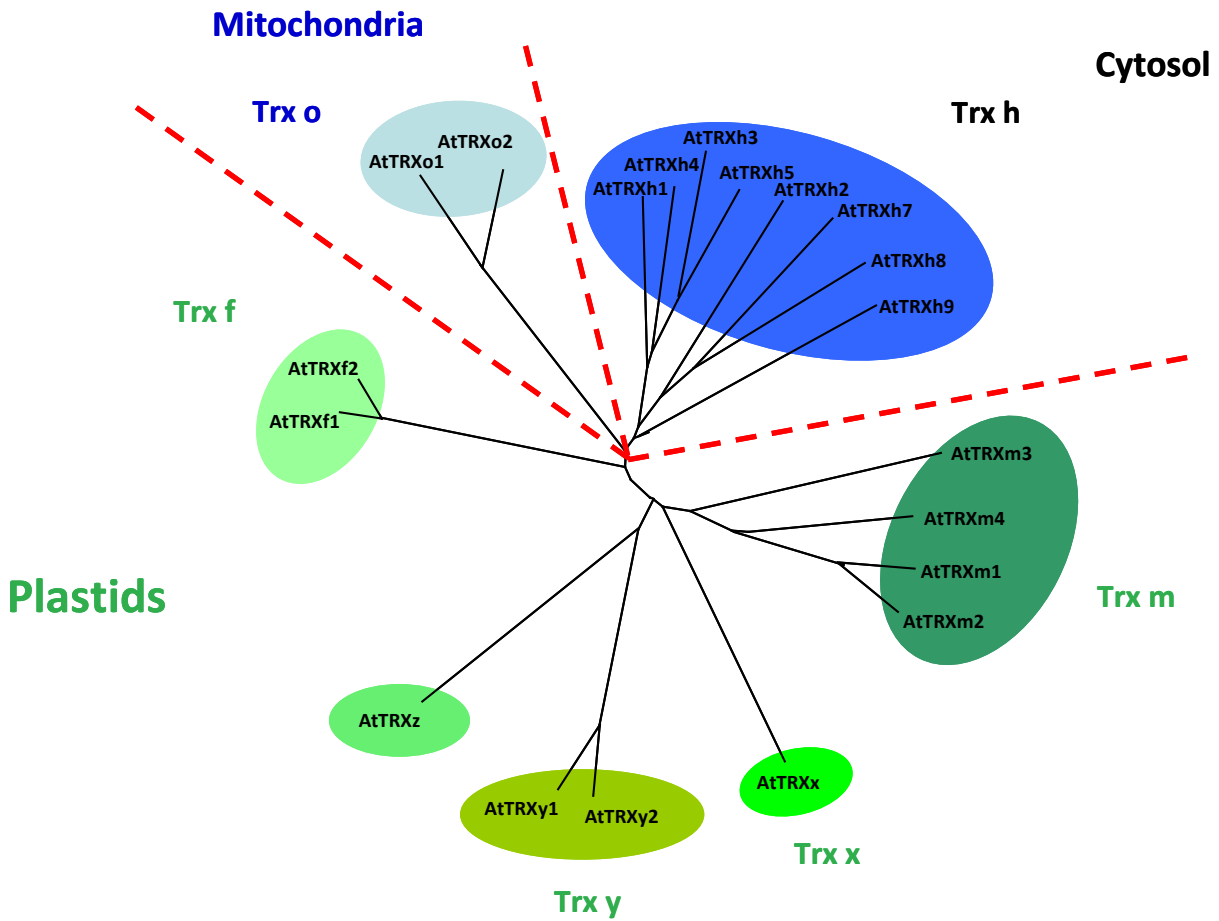 Mitochondria
Cytosol
Trx o
Trx h
AtTRXo2
AtTRXo1
AtTRXh3
AtTRXh4
AtTRXh5
AtTRXh1
AtTRXh2
AtTRXh7
AtTRXh8
AtTRXh9
Trx f
AtTRXf2
AtTRXf1
AtTRXm3
AtTRXm4
AtTRXm1
AtTRXm2
Trx m
Plastids
AtTRXz
AtTRXx
AtTRXy1
AtTRXy2
Trx x
Trx y